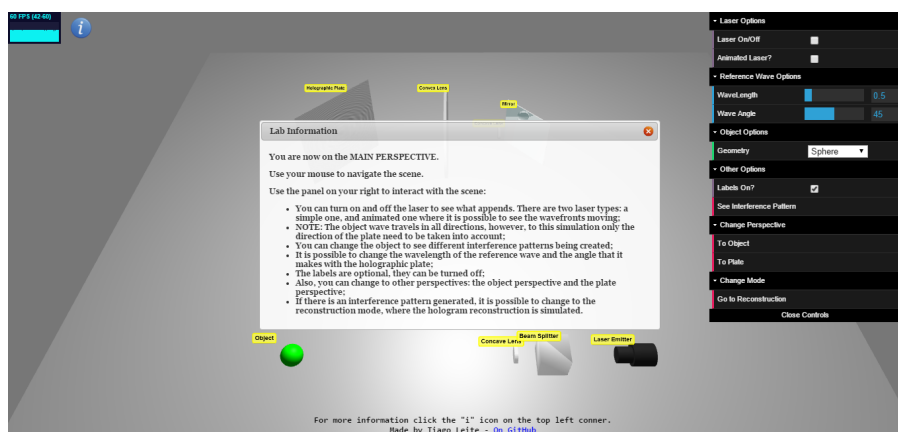 60 FPS (42-60)
i
Holographic Plate
Convex Lens
Mirror
Lab Information
You are now on the MAIN PERSPECTIVE.
Use your mouse to navigate the scene.
Use the panel on your right to interact with the scene:
You can turn on and off the laser to see what appends. There are two laser types: a
simple one, and animated one where it is possible to see the wavefronts moving;
NOTE: The object wave travels in all directions, however, to this simulation only the
direction of the plate need to be taken into account;
You can change the object to see different interference patterns being created;
It is possible to change the wavelength of the reference wave and the angle that it
makes with the holographic plate;
The labels are optional, they can be turned off;
Also, you can change to other perspectives: the object perspective and the plate
perspective;
If there is an interference pattern generated, it is possible to change to the
reconstruction mode, where the hologram reconstruction is simulated.
Object
Concave Lens
Beam Splitter
Laser Emitter
For more information click the "i" icon on the top left conner.
Made by Tiago Leite - On GitHub
Laser Options
Laser On/Off
Animated Laser?
Reference Wave Options
WaveLength 0.5
Wave Angle 45
Object Options
Geometry Sphere
Other Options
Labels On?
See Interference Pattern
Change Perspective
To Object
To Plate
Change Mode
Go to Reconstruction
Close Controls